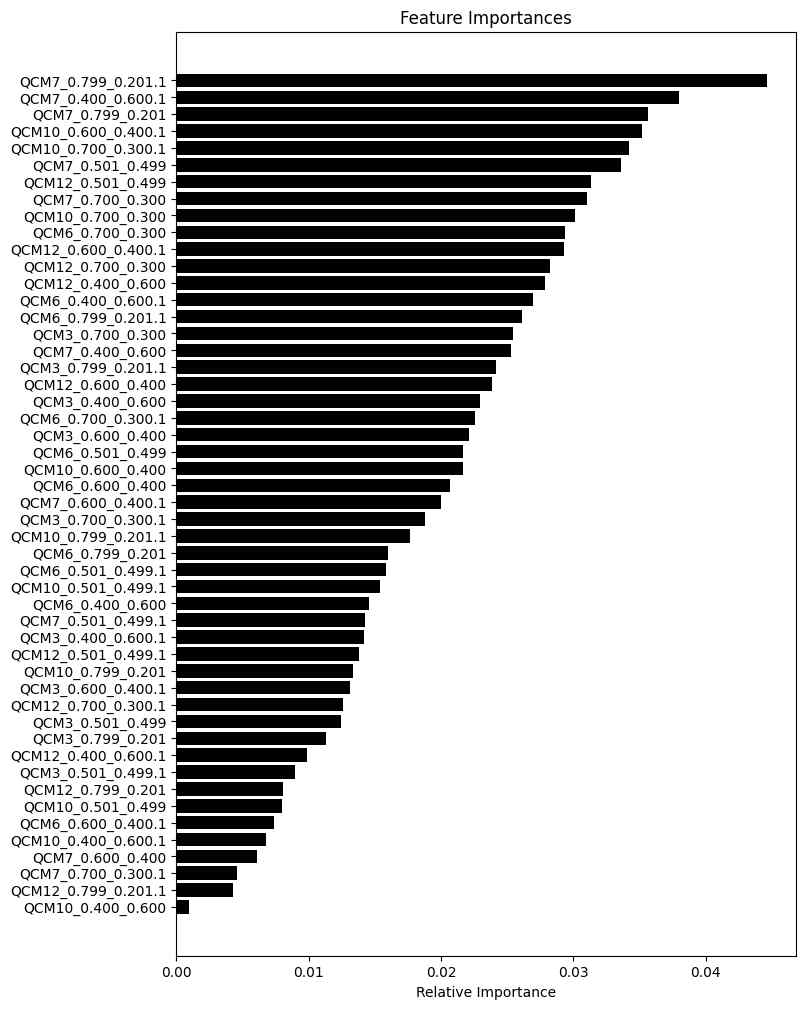 Feature Importances
QCM7_0.799_0.201.1
QCM7_0.400_0.600.1
QCM7_0.799_0.201
QCM10_0.600_0.400.1
QCM10_0.700_0.300.1
QCM7_0.501_0.499
QCM12_0.501_0.499
QCM7_0.700_0.300
QCM10_0.700_0.300
QCM6_0.700_0.300
QCM12_0.600_0.400.1
QCM12_0.700_0.300
QCM12_0.400_0.600
QCM6_0.400_0.600.1
QCM6_0.799_0.201.1
QCM3_0.700_0.300
QCM7_0.400_0.600
QCM3_0.799_0.201.1
QCM12_0.600_0.400
QCM3_0.400_0.600
QCM6_0.700_0.300.1
QCM3_0.600_0.400
QCM6_0.501_0.499
QCM10_0.600_0.400
QCM6_0.600_0.400
QCM7_0.600_0.400.1
QCM3_0.700_0.300.1
QCM10_0.799_0.201.1
QCM6_0.799_0.201
QCM6_0.501_0.499.1
QCM10_0.501_0.499.1
QCM6_0.400_0.600
QCM7_0.501_0.499.1
QCM3_0.400_0.600.1
QCM12_0.501_0.499.1
QCM10_0.799_0.201
QCM3_0.600_0.400.1
QCM12_0.700_0.300.1
QCM3_0.501_0.499
QCM3_0.799_0.201
QCM12_0.400_0.600.1
QCM3_0.501_0.499.1
QCM12_0.799_0.201
QCM10_0.501_0.499
QCM6_0.600_0.400.1
QCM10_0.400_0.600.1
QCM7_0.600_0.400
QCM7_0.700_0.300.1
QCM12_0.799_0.201.1
QCM10_0.400_0.600
0.00 0.01 0.02 0.03 0.04
Relative Importance